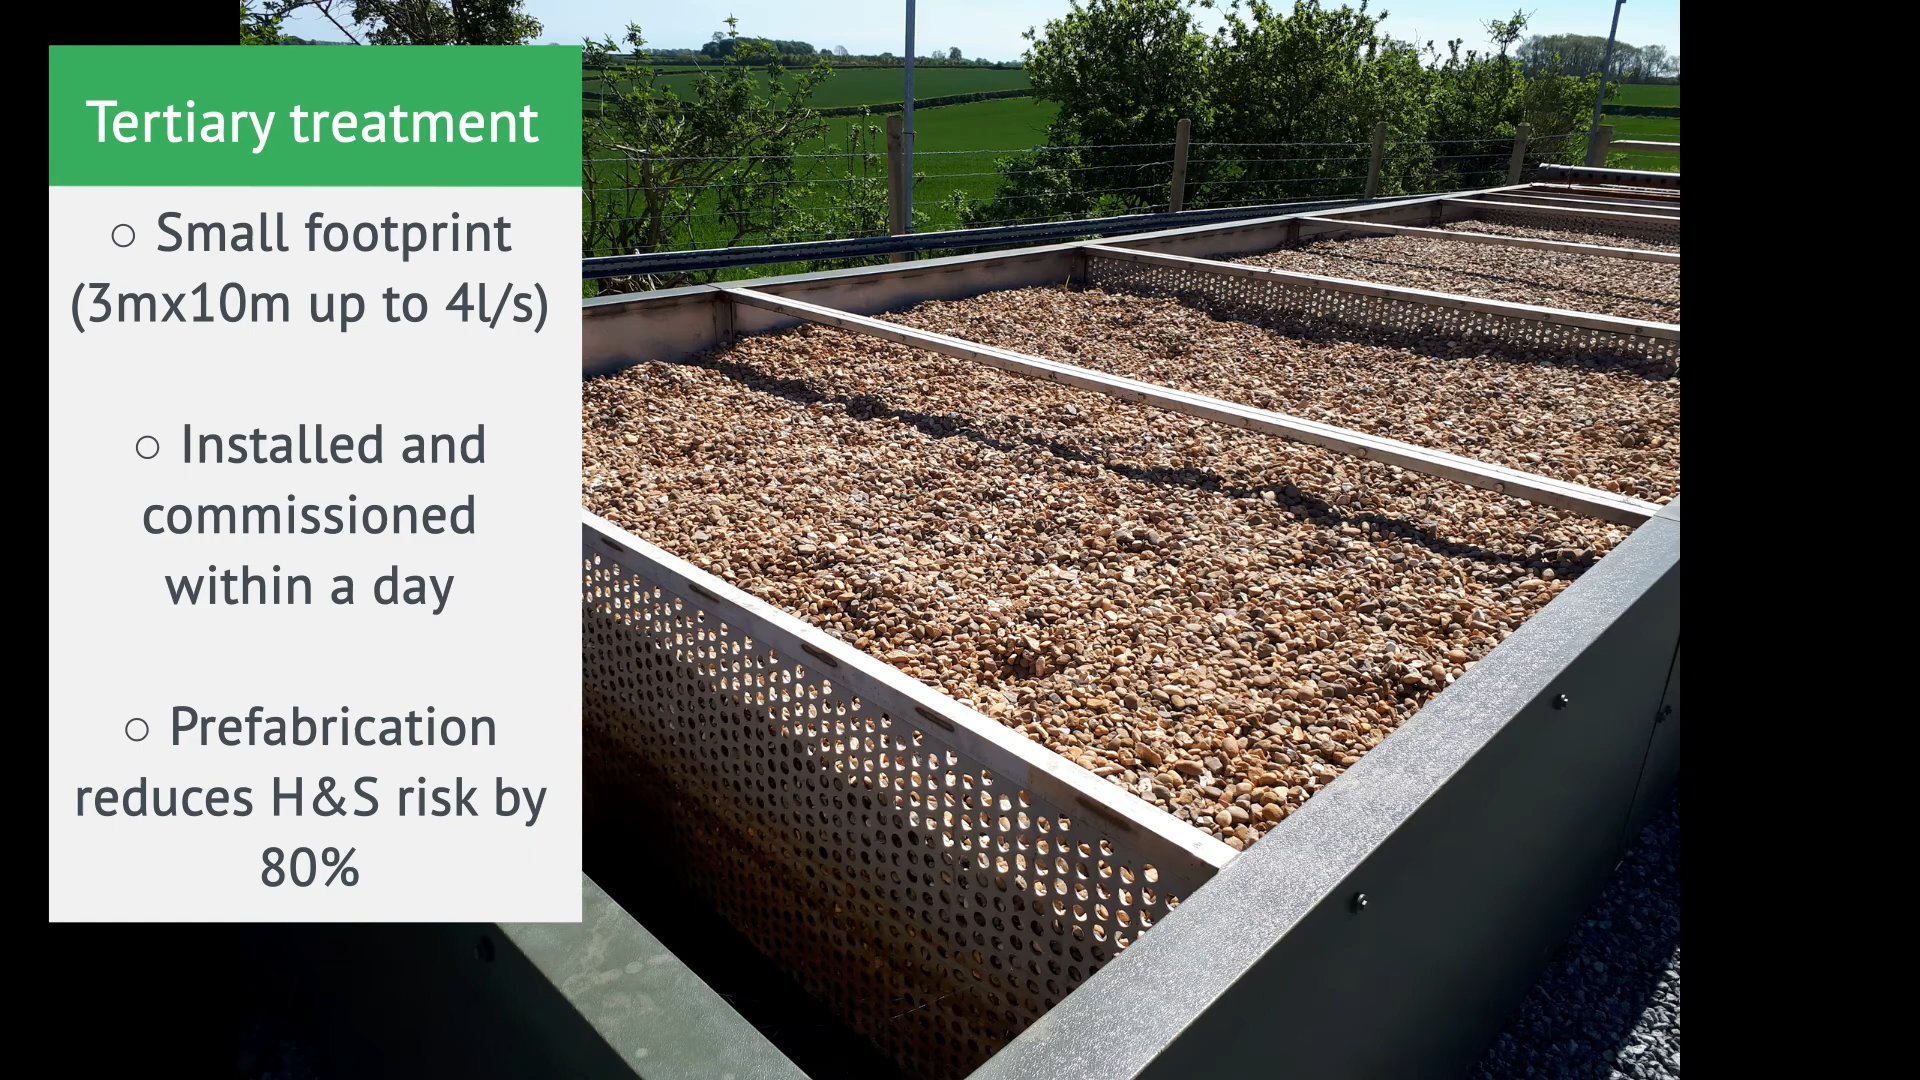 Tertiary treatment
○ Small footprint
(3mx10m up to 4l/s)
○ Installed and
commissioned
within a day
○ Prefabrication
reduces H&S risk by
80%